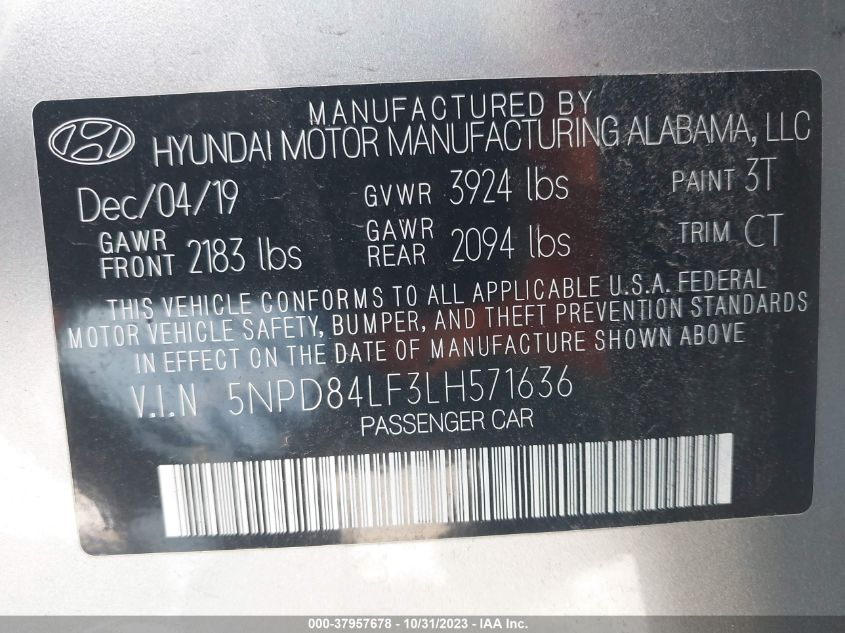 MANUFACTURED BY
HYUNDAI MOTOR MANUFACTURING ALABAMA, LLC
Dec/04/19 GVWR 3924 lbs PAINT 3T
GAWR FRONT 2183 lbs GAWR REAR 2094 lbs TRIM CT
THIS VEHICLE CONFORMS TO ALL APPLICABLE U.S.A. FEDERAL
MOTOR VEHICLE SAFETY, BUMPER, AND THEFT PREVENTION STANDARDS
IN EFFECT ON THE DATE OF MANUFACTURE SHOWN ABOVE
V.I.N 5NPD84LF3LH571636
PASSENGER CAR
000-37957678 - 10/31/2023 - IAA Inc.